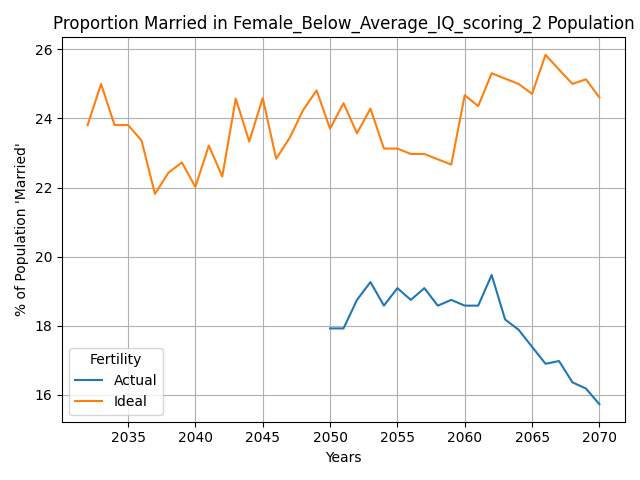 Proportion Married in Female_Below_Average_IQ_scoring_2 Population
% of Population 'Married'
26
24
22
20
18
16
Fertility
Actual
Ideal
2035 2040 2045 2050 2055 2060 2065 2070
Years